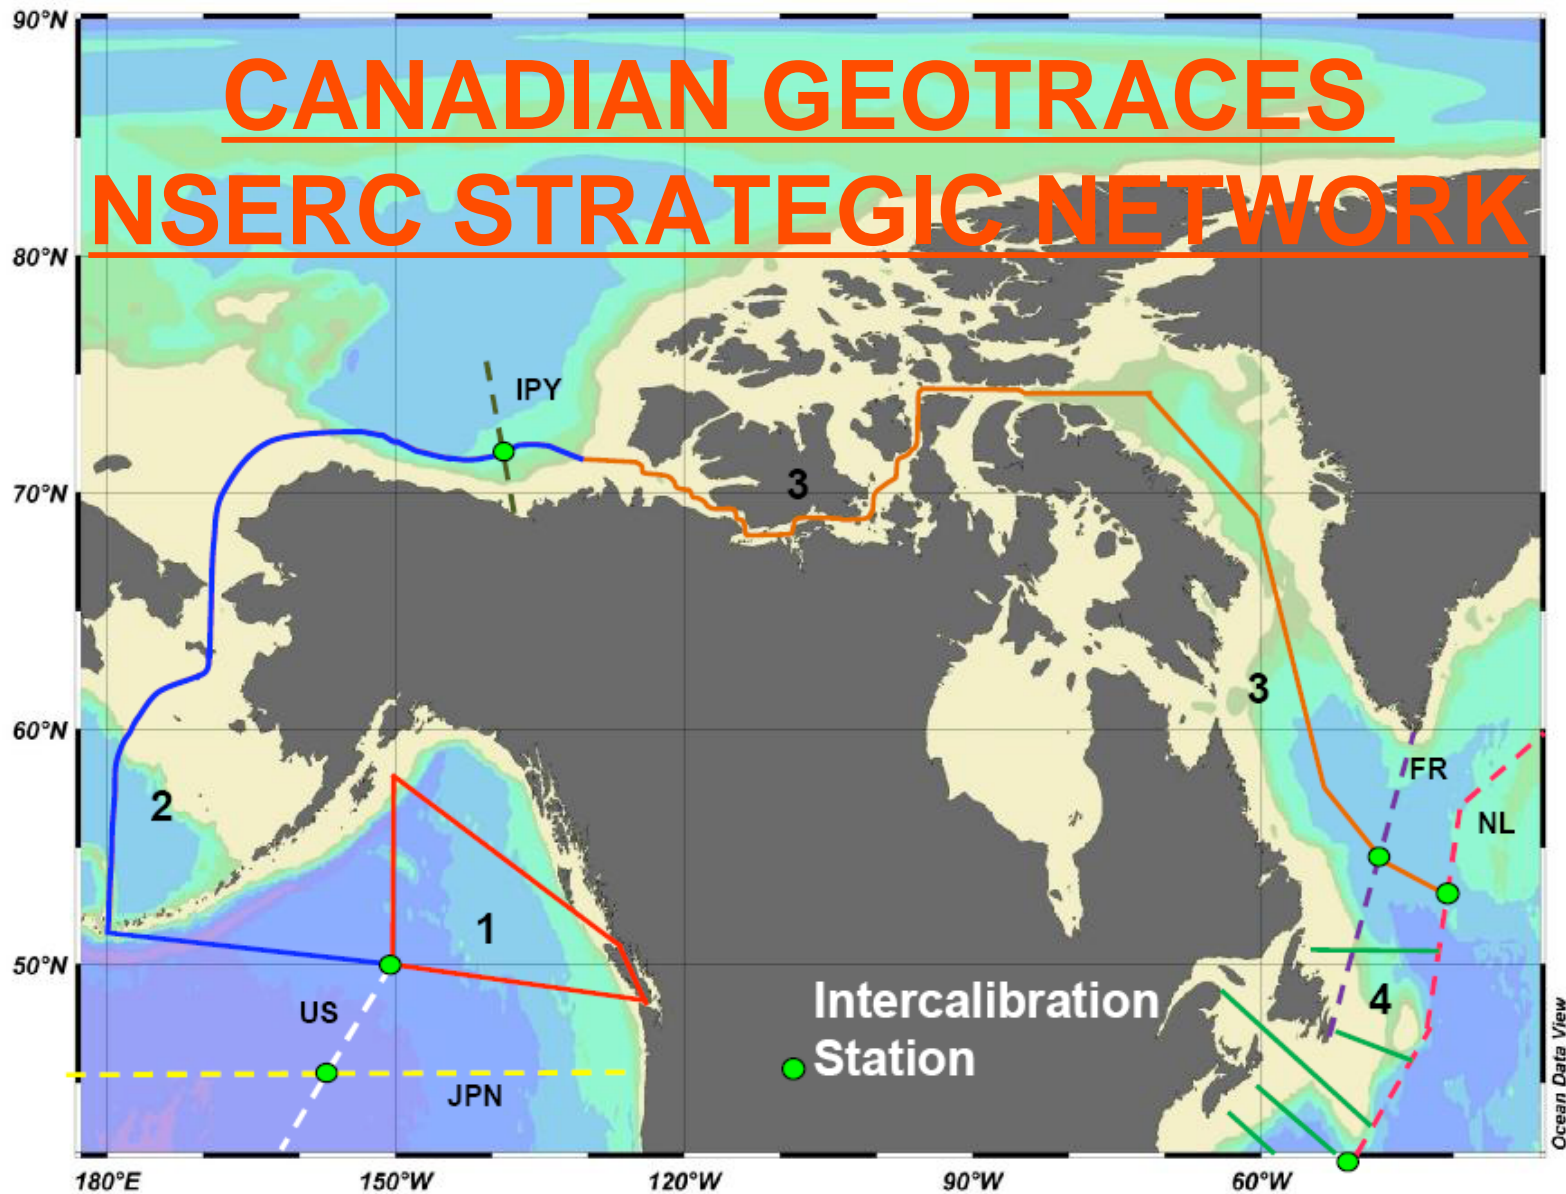 90°N
CANADIAN GEOTRACES
NSERC STRATEGIC NETWORK
80°N
IPY
3
70°N
3
60°N
FR
2
NL
1
50°N
4
US
Intercalibration
Station
JPN
Ocean Data View
180°E 150°W 120°W 90°W 60°W